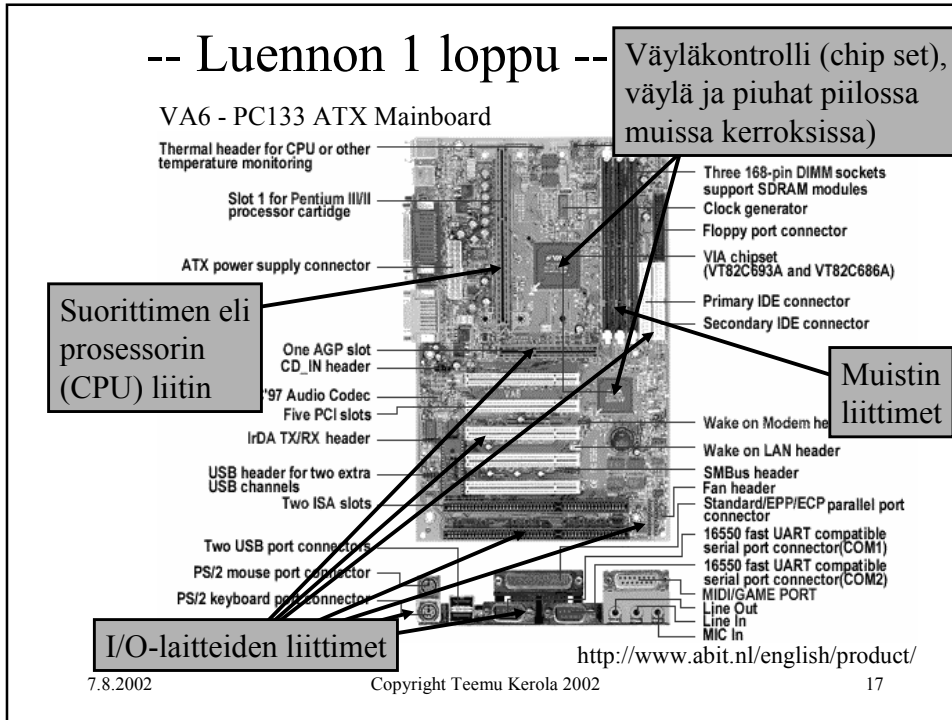 -- Luennon 1 loppu --
Väyläkontrolli (chip set),
väylä ja piuhat piilossa
muissa kerroksissa)
VA6 - PC133 ATX Mainboard
Thermal header for CPU or other
temperature monitoring
Slot 1 for Pentium III/II
processor cartidge
ATX power supply connector
Suorittimen eli
prosessorin
(CPU) liitin
One AGP slot
CD_IN header
'97 Audio Codec
Five PCI slots
IrDA TX/RX header
USB header for two extra
USB channels
Two ISA slots
Two USB port connectors
PS/2 mouse port connector
PS/2 keyboard port connector
Three 168-pin DIMM sockets
support SDRAM modules
Clock generator
Floppy port connector
VIA chipset
(VT82C693A and VT82C686A)
Primary IDE connector
Secondary IDE connector
Muistin
liittimet
VA6
Wake on Modem
Wake on LAN header
SMBus header
Fan header
Standard/EPP/ECP parallel port
connector
16550 fast UART compatible
serial port connector(COM1)
16550 fast UART compatible
serial port connector(COM2)
MIDI/GAME PORT
Line Out
Line In
MIC In
I/O-laitteiden liittimet
http://www.abit.nl/english/product/
7.8.2002
Copyright Teemu Kerola 2002
17